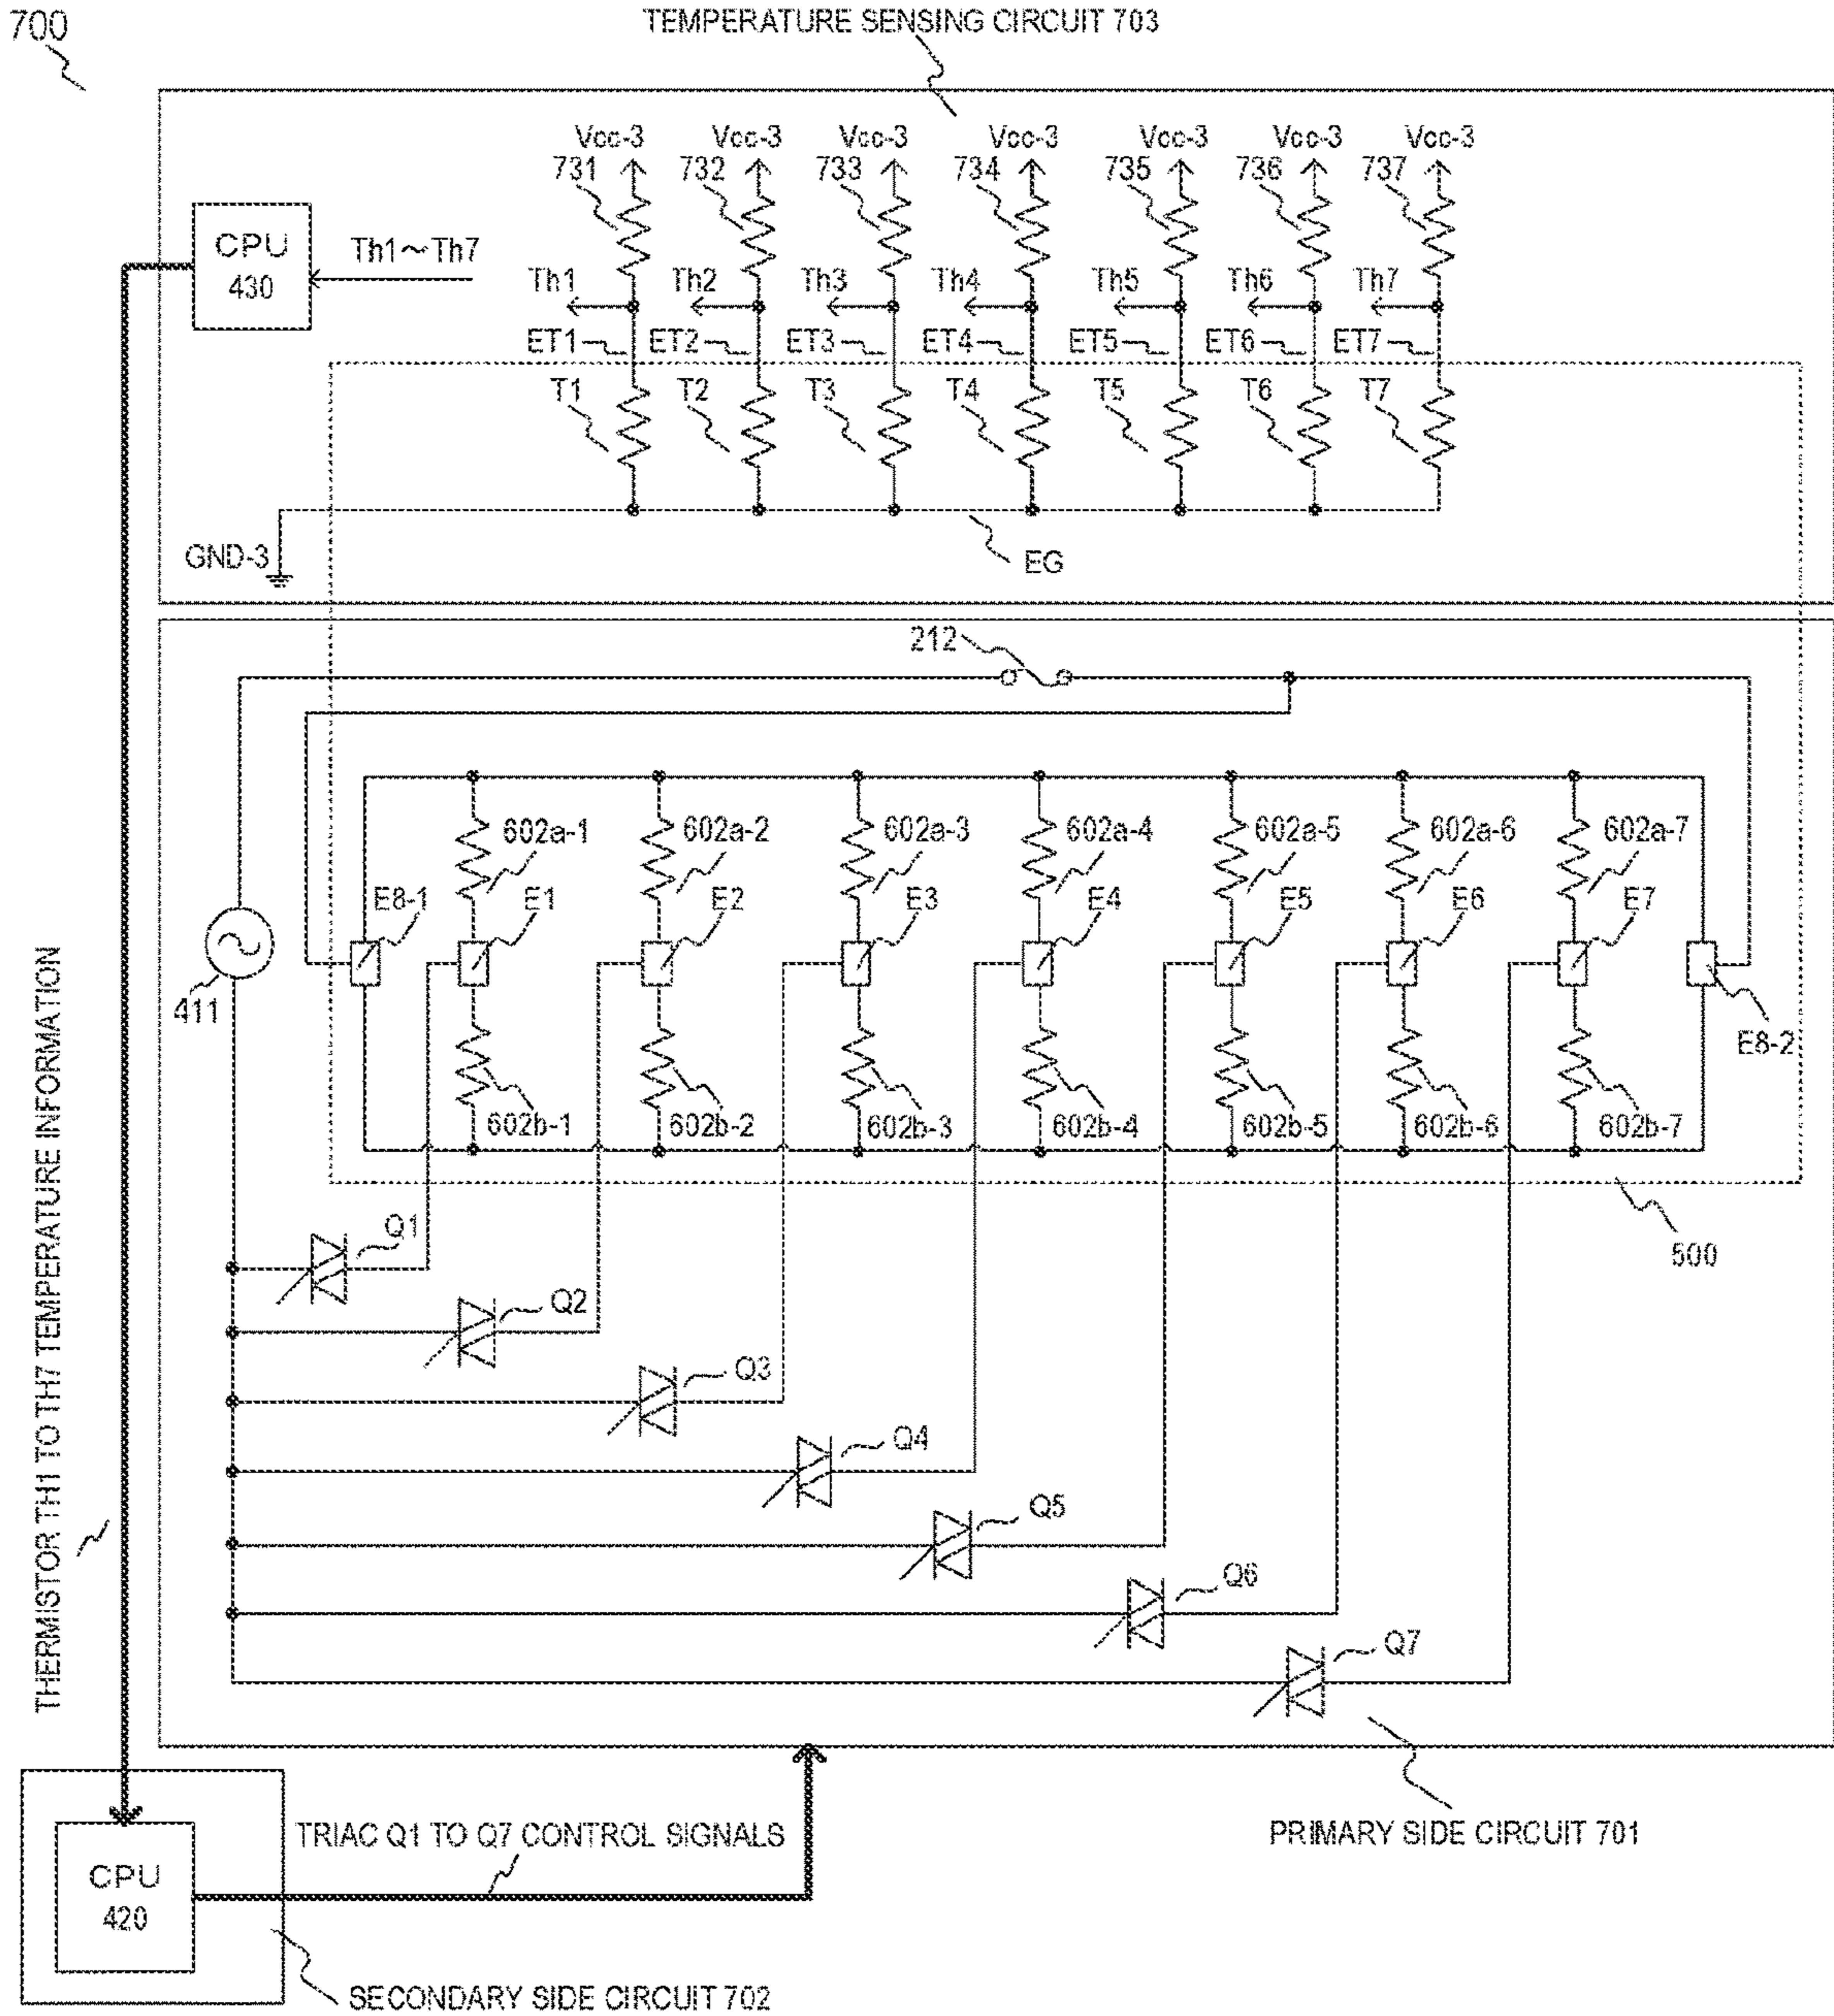 700
TEMPERATURE SENSING CIRCUIT 703
Vcc-3 Vcc-3 Vcc-3 Vcc-3 Vcc-3 Vcc-3 Vcc-3
731 732 733 734 735 736 737
CPU
430
Th1~Th7
Th1 Th2 Th3 Th4 Th5 Th6 Th7
ET1 ET2 ET3 ET4 ET5 ET6 ET7
T1 T2 T3 T4 T5 T6 T7
GND-3
EG
212
602a-1 602a-2 602a-3 602a-4 602a-5 602a-6 602a-7
E8-1 E1 E2 E3 E4 E5 E6 E7
411
E8-2
602b-1 602b-2 602b-3 602b-4 602b-5 602b-6 602b-7
THERMISTOR TH1 TO TH7 TEMPERATURE INFORMATION
Q1
500
Q2
Q3
Q4
Q5
Q6
Q7
TRIAC Q1 TO Q7 CONTROL SIGNALS
PRIMARY SIDE CIRCUIT 701
CPU
420
SECONDARY SIDE CIRCUIT 702